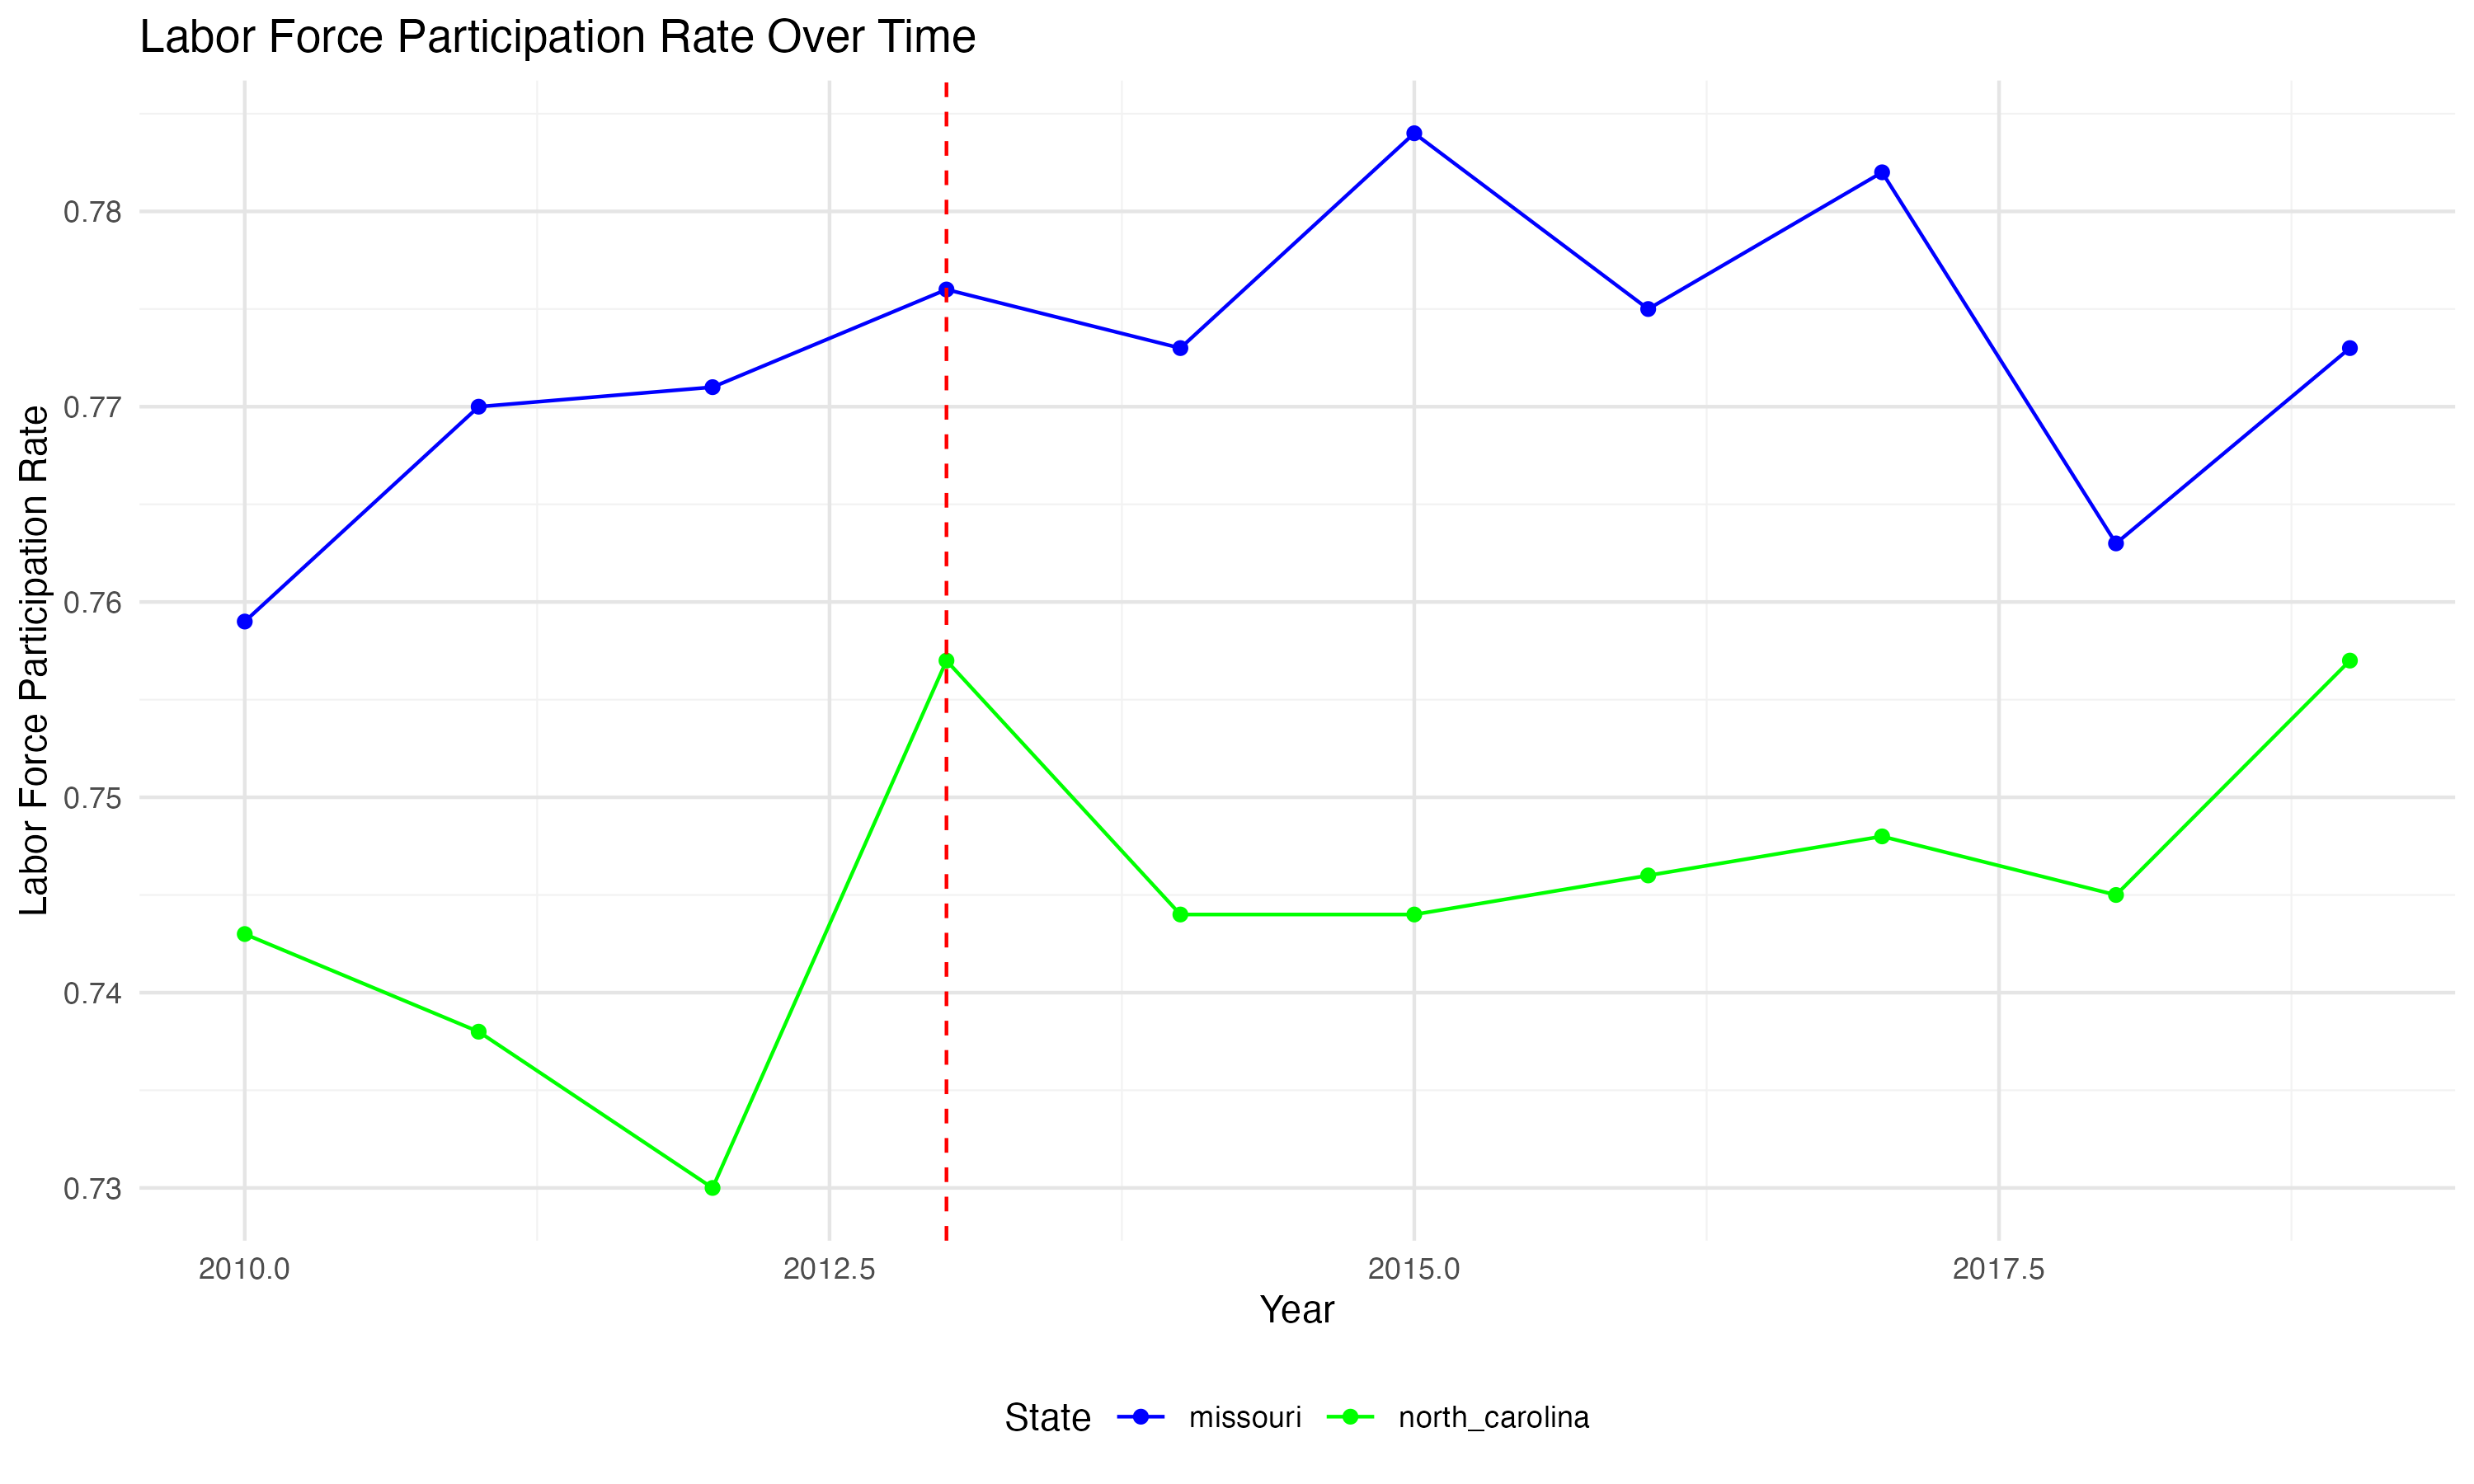 Labor Force Participation Rate Over Time
Labor Force Participation Rate
0.78
0.77
0.76
0.75
0.74
0.73
2010.0 2012.5 2015.0 2017.5
Year
State missouri north_carolina